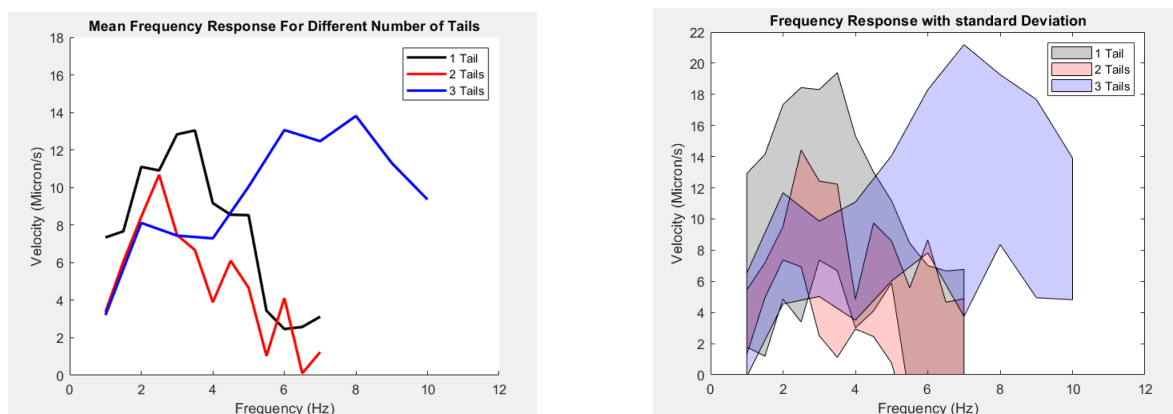 Mean Frequency Response For Different Number of Tails
18
16
14
12
10
8
6
4
2
0
Velocity (Micron/s)
1 Tail
2 Tails
3 Tails
0 2 4 6 8 10 12
Frequency (Hz)
Frequency Response with standard Deviation
22
20
18
16
14
12
10
8
6
4
2
0
Velocity (Micron/s)
1 Tail
2 Tails
3 Tails
0 2 4 6 8 10 12
Frequency (Hz)